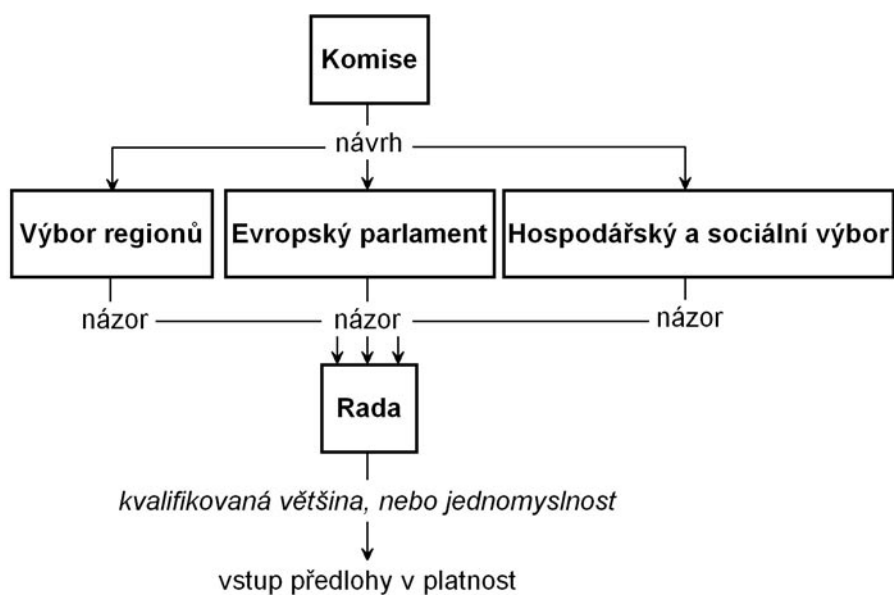 Komise
návrh
Výbor regionů
Evropský parlament
Hospodářský a sociální výbor
názor
názor
názor
Rada
kvalifikovaná většina, nebo jednomyslnost
vstup předlohy v platnost